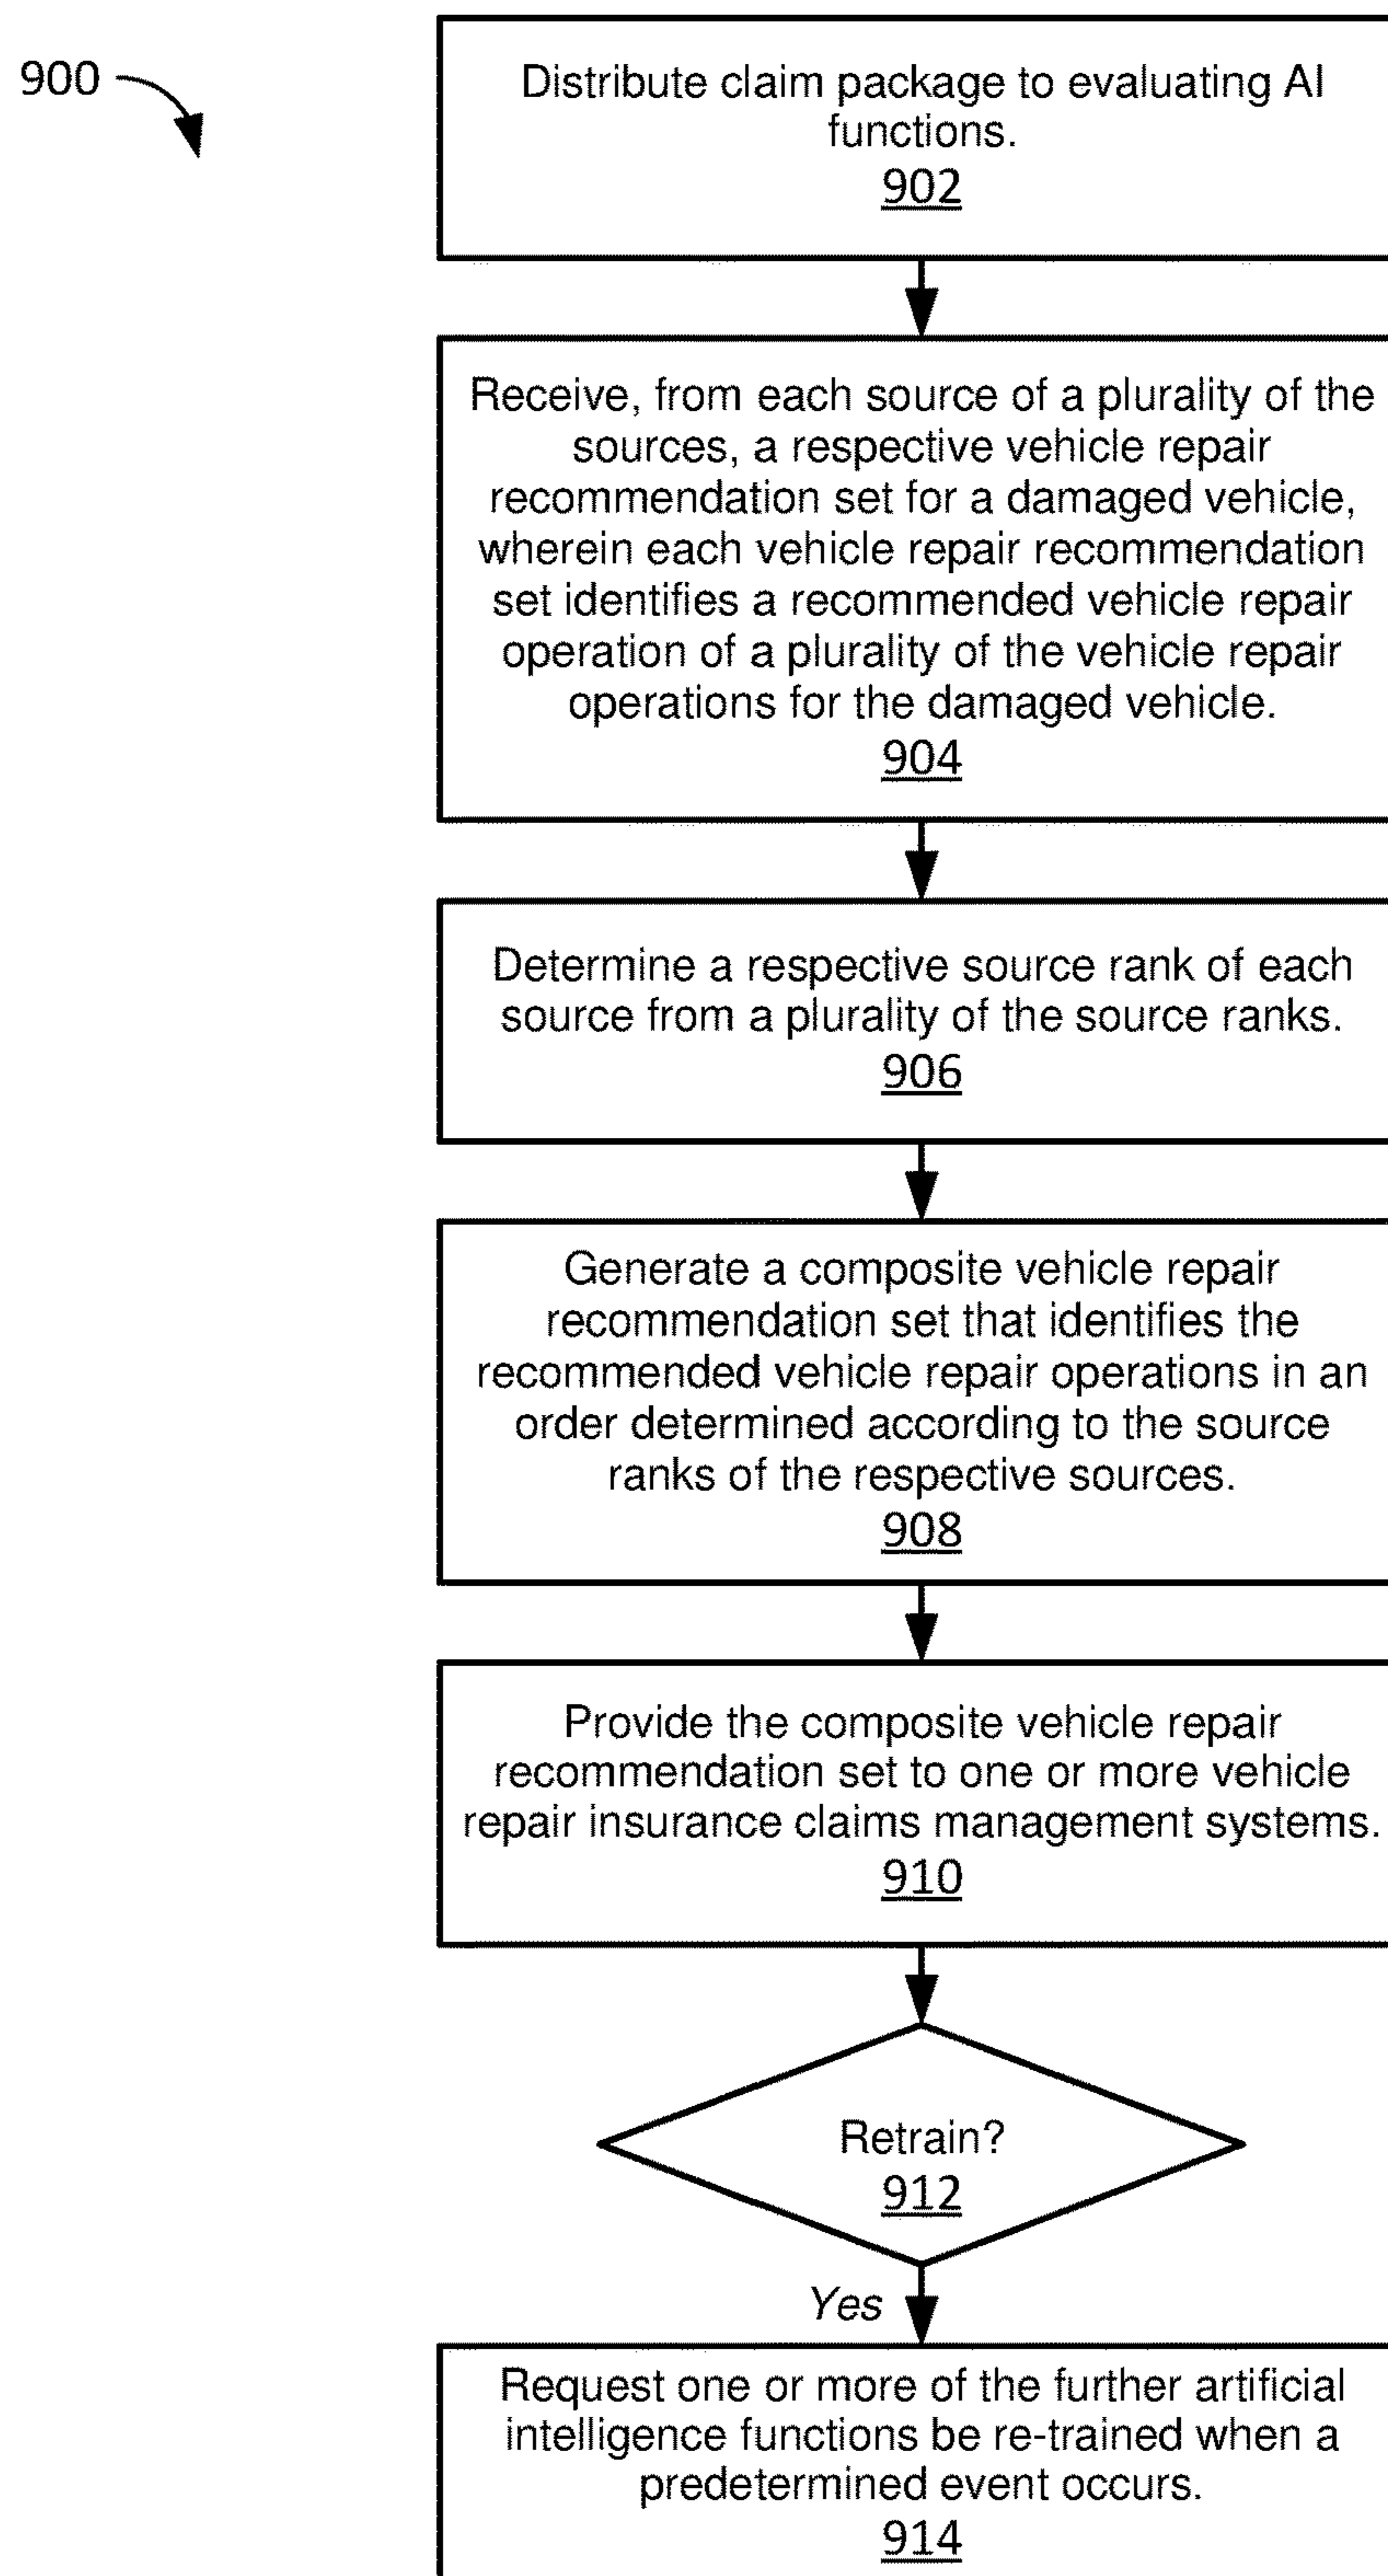 900
Distribute claim package to evaluating AI
functions.
902
Receive, from each source of a plurality of the
sources, a respective vehicle repair
recommendation set for a damaged vehicle,
wherein each vehicle repair recommendation
set identifies a recommended vehicle repair
operation of a plurality of the vehicle repair
operations for the damaged vehicle.
904
Determine a respective source rank of each
source from a plurality of the source ranks.
906
Generate a composite vehicle repair
recommendation set that identifies the
recommended vehicle repair operations in an
order determined according to the source
ranks of the respective sources.
908
Provide the composite vehicle repair
recommendation set to one or more vehicle
repair insurance claims management systems.
910
Retrain?
912
Yes
Request one or more of the further artificial
intelligence functions be re-trained when a
predetermined event occurs.
914